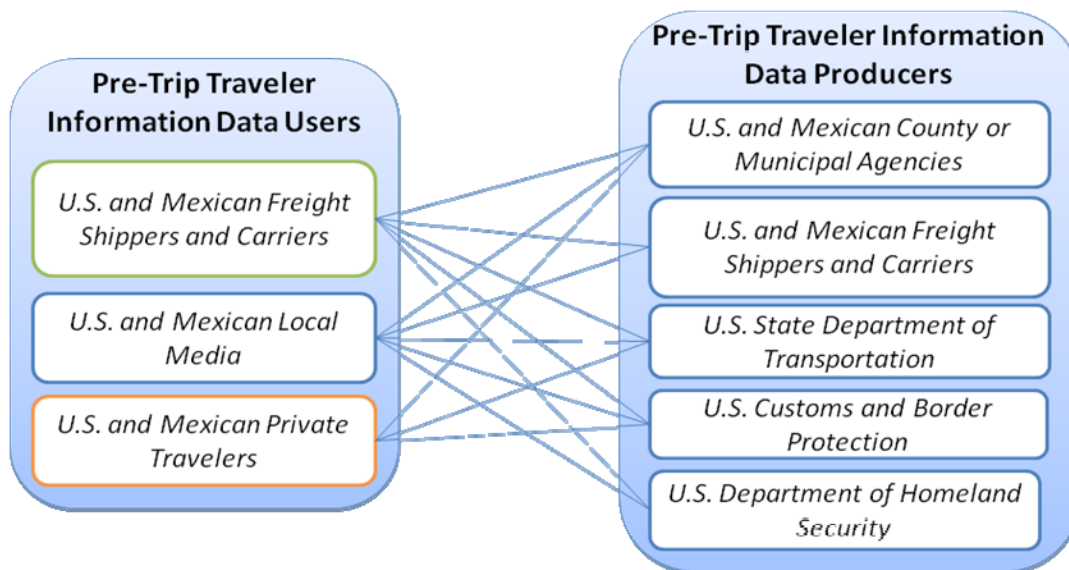 Pre-Trip Traveler
Information Data Users
U.S. and Mexican Freight
Shippers and Carriers
U.S. and Mexican Local
Media
U.S. and Mexican Private
Travelers
Pre-Trip Traveler Information
Data Producers
U.S. and Mexican County or
Municipal Agencies
U.S. and Mexican Freight
Shippers and Carriers
U.S. State Department of
Transportation
U.S. Customs and Border
Protection
U.S. Department of Homeland
Security